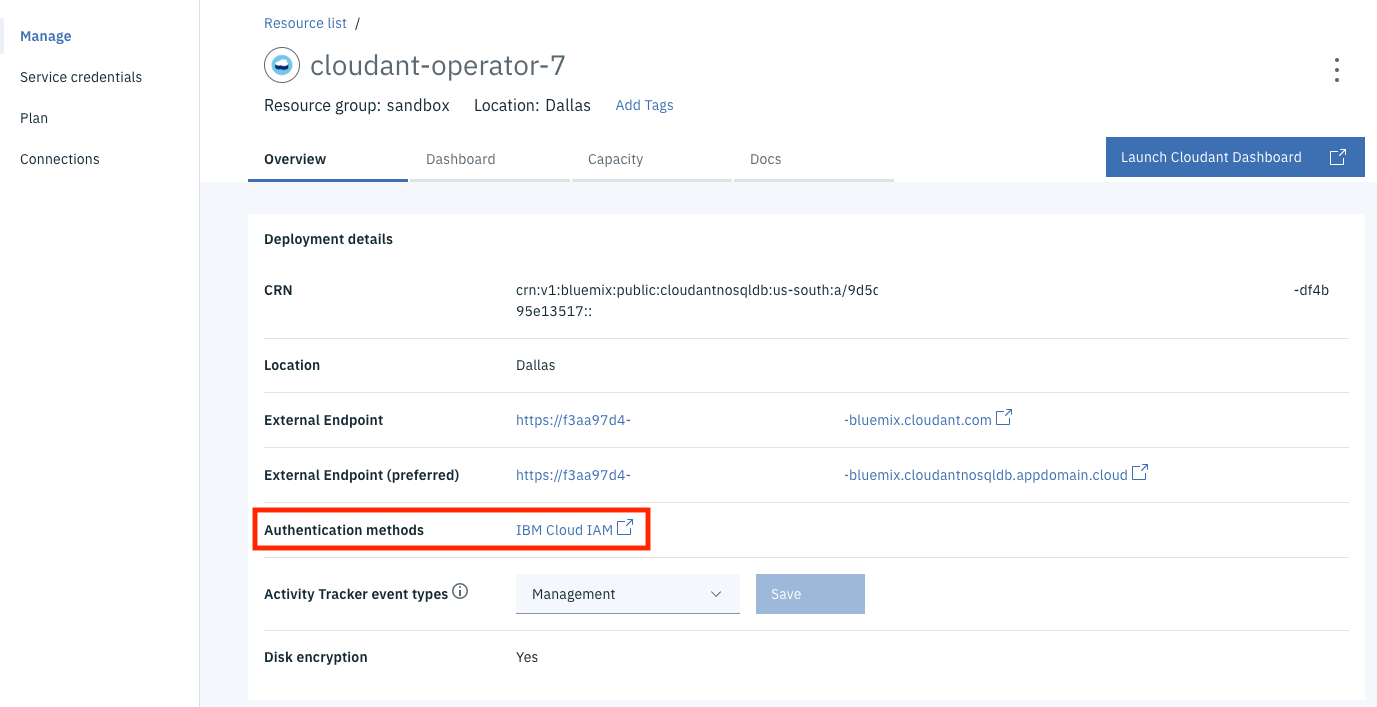 Manage
Service credentials
Plan
Connections
Resource list /
cloudant-operator-7
Resource group: sandbox Location: Dallas Add Tags
Overview Dashboard Capacity Docs
Launch Cloudant Dashboard
Deployment details
CRN crn:v1:bluemix:public:cloudantnosqldb:us-south:a/9d5c -df4b
95e13517::
Location Dallas
External Endpoint https://f3aa97d4- -bluemix.cloudant.com
External Endpoint (preferred) https://f3aa97d4- -bluemix.cloudantnosqldb.appdomain.cloud
Authentication methods IBM Cloud IAM
Activity Tracker event types Management Save
Disk encryption Yes